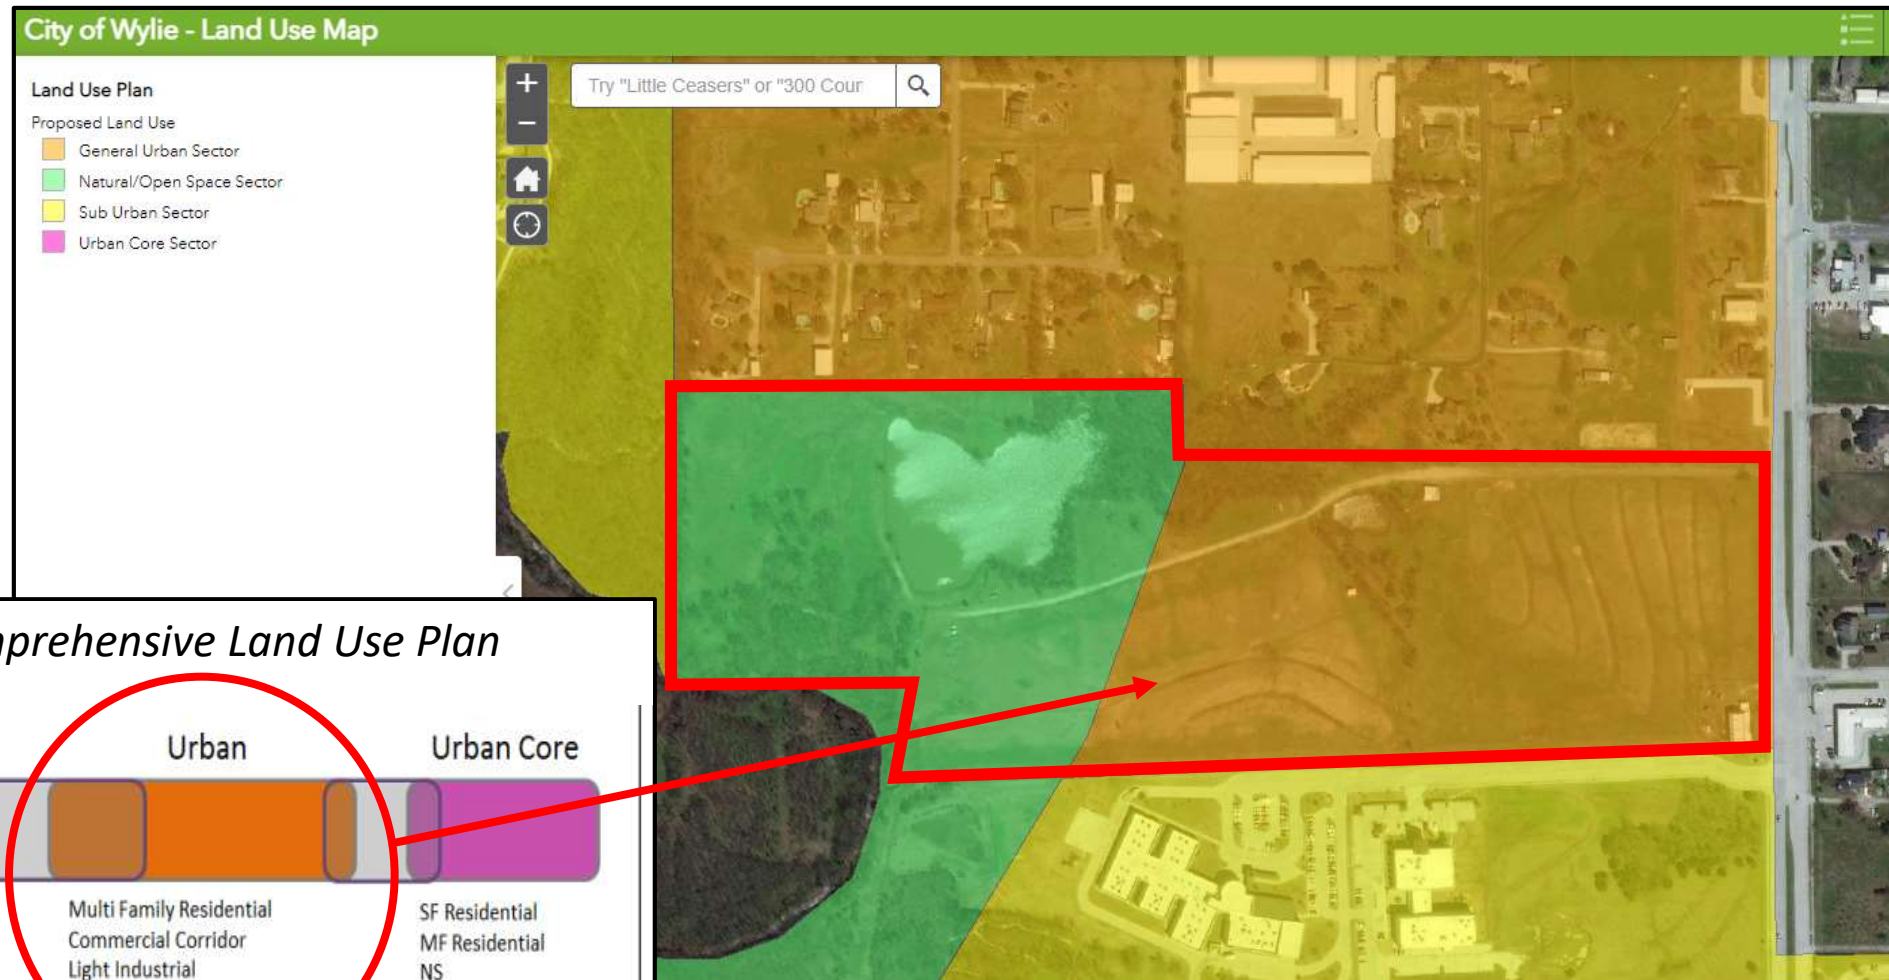 City of Wylie - Land Use Map
Land Use Plan
Proposed Land Use
General Urban Sector
Natural/Open Space Sector
Sub Urban Sector
Urban Core Sector
+
Try "Little Ceasers" or "300 Cour
−
nprehensive Land Use Plan
Urban
Urban Core
Multi Family Residential
Commercial Corridor
Light Industrial
SF Residential
MF Residential
NS